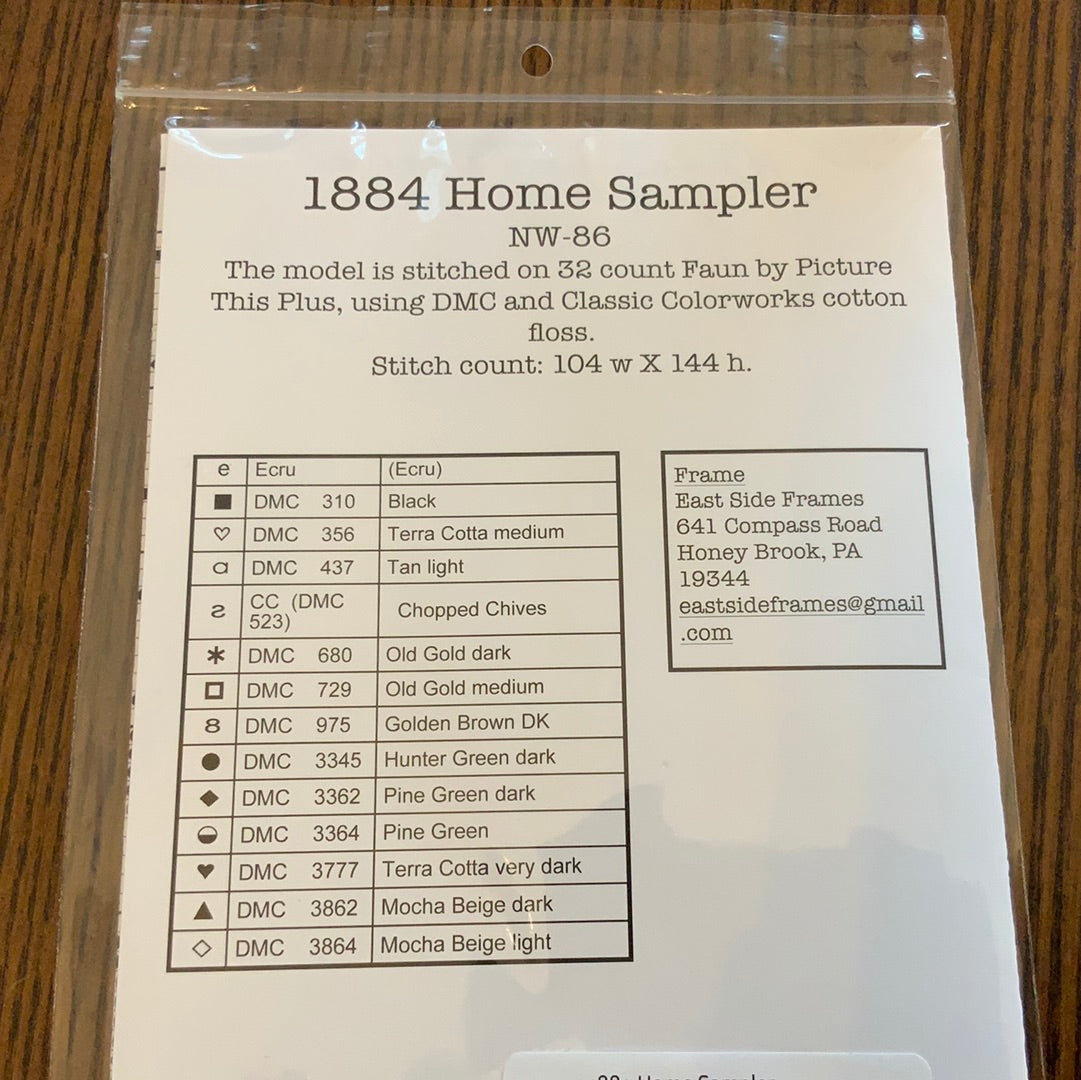 1884 Home Sampler
NW-86
The model is stitched on 32 count Faun by Picture
This Plus, using DMC and Classic Colorworks cotton
floss.
Stitch count: 104 w X 144 h.
e Ecru (Ecru)
■ DMC 310 Black
♡ DMC 356 Terra Cotta medium
a DMC 437 Tan light
ƨ CC (DMC 523) Chopped Chives
* DMC 680 Old Gold dark
□ DMC 729 Old Gold medium
8 DMC 975 Golden Brown DK
● DMC 3345 Hunter Green dark
◆ DMC 3362 Pine Green dark
◒ DMC 3364 Pine Green
♥ DMC 3777 Terra Cotta very dark
▲ DMC 3862 Mocha Beige dark
◇ DMC 3864 Mocha Beige light
Frame
East Side Frames
641 Compass Road
Honey Brook, PA
19344
eastsideframes@gmail
.com
Home Sampler